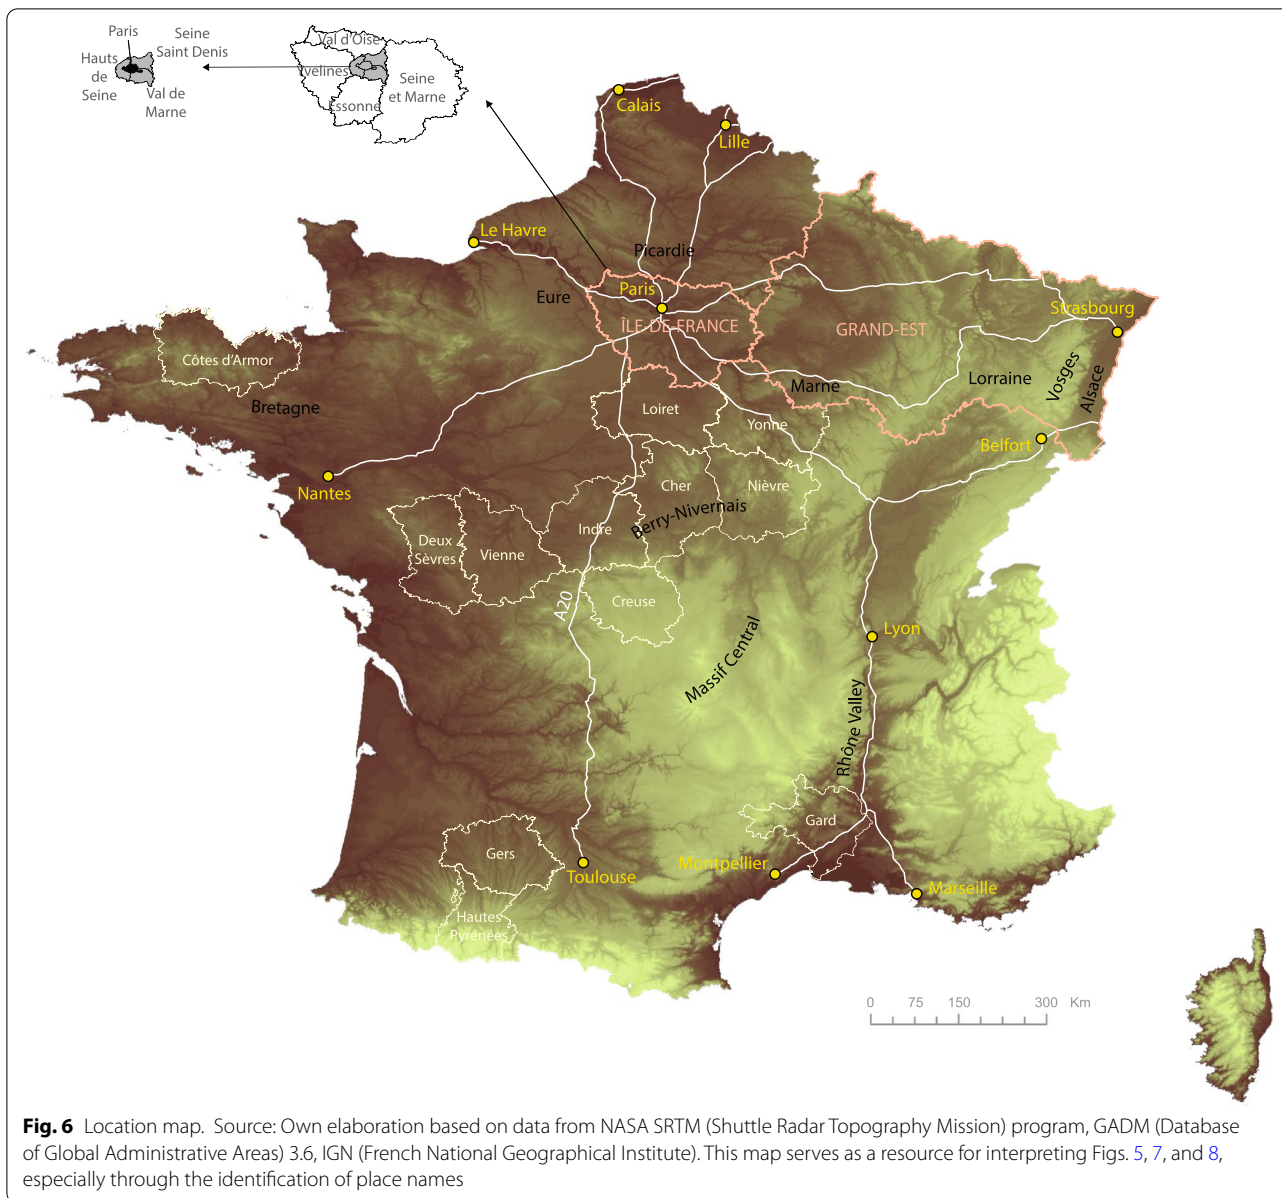 Paris
Seine
Saint Denis
Hauts
de
Seine
Val de
Marne
Val d'Oise
Yvelines
Essonne
Seine
et Marne
Calais
Lille
Le Havre
Picardie
Paris
Eure
ÎLE DE FRANCE
GRAND-EST
Strasbourg
Côtes d'Armor
Bretagne
Marne
Lorraine
Vosges
Alsace
Loiret
Yonne
Belfort
Nantes
Cher
Nièvre
Berry-Nivernais
Indre
Deux
Sèvres
Vienne
A20
Creuse
Lyon
Massif Central
Rhône Valley
Gard
Gers
Toulouse
Montpellier
Marseille
Hautes
Pyrénées
0 75 150 300 Km
Fig. 6 Location map. Source: Own elaboration based on data from NASA SRTM (Shuttle Radar Topography Mission) program, GADM (Database
of Global Administrative Areas) 3.6, IGN (French National Geographical Institute). This map serves as a resource for interpreting Figs. 5, 7, and 8,
especially through the identification of place names